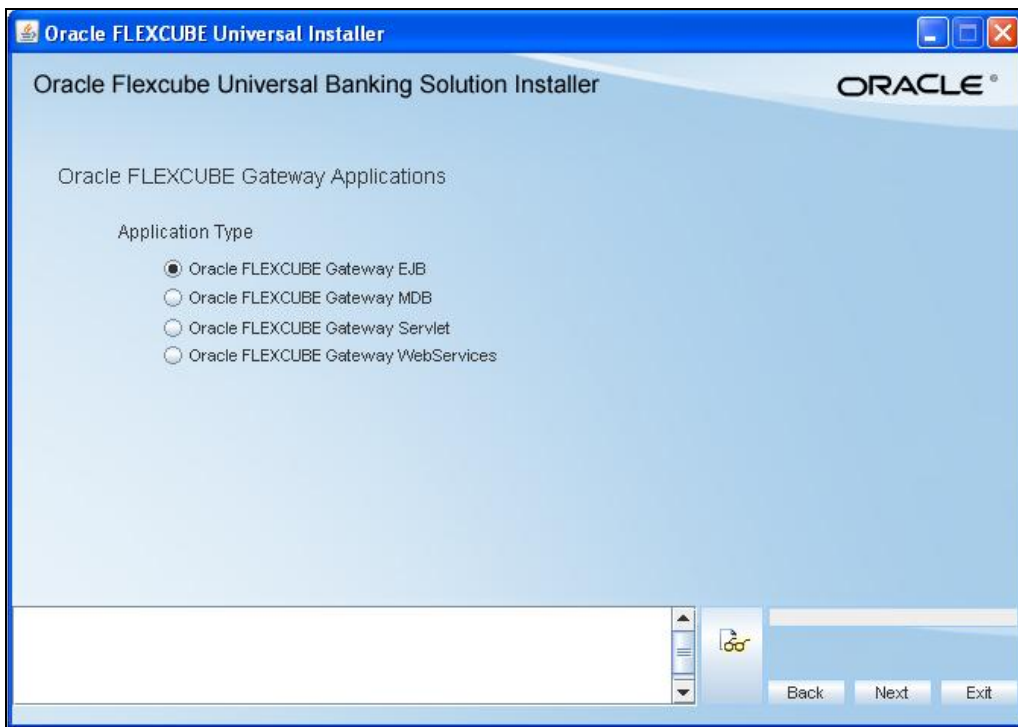 Oracle FLEXCUBE Universal Installer
Oracle Flexcube Universal Banking Solution Installer
ORACLE®
Oracle FLEXCUBE Gateway Applications
Application Type
Oracle FLEXCUBE Gateway EJB
Oracle FLEXCUBE Gateway MDB
Oracle FLEXCUBE Gateway Servlet
Oracle FLEXCUBE Gateway WebServices
Back Next Exit